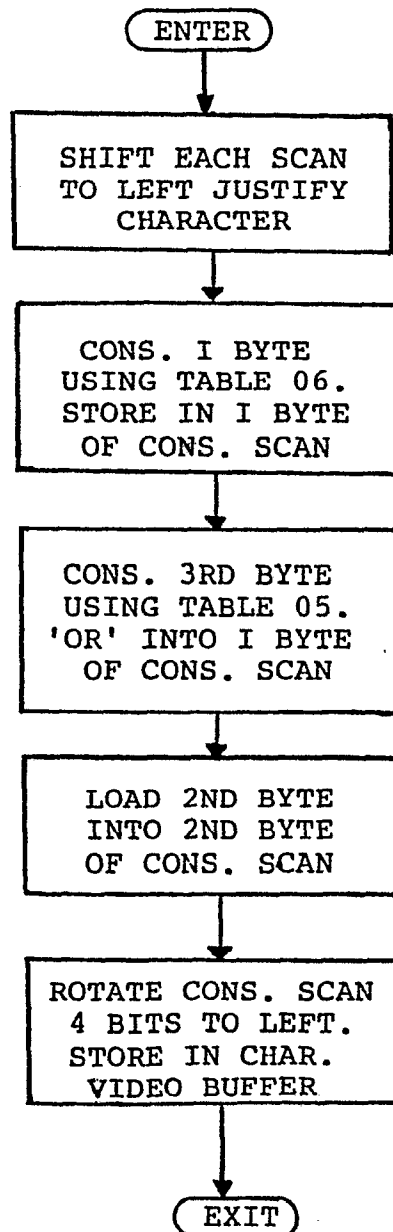 ENTER
SHIFT EACH SCAN
TO LEFT JUSTIFY
CHARACTER
CONS. I BYTE
USING TABLE 06.
STORE IN I BYTE
OF CONS. SCAN
CONS. 3RD BYTE
USING TABLE 05.
'OR' INTO I BYTE
OF CONS. SCAN
LOAD 2ND BYTE
INTO 2ND BYTE
OF CONS. SCAN
ROTATE CONS. SCAN
4 BITS TO LEFT.
STORE IN CHAR.
VIDEO BUFFER
EXIT